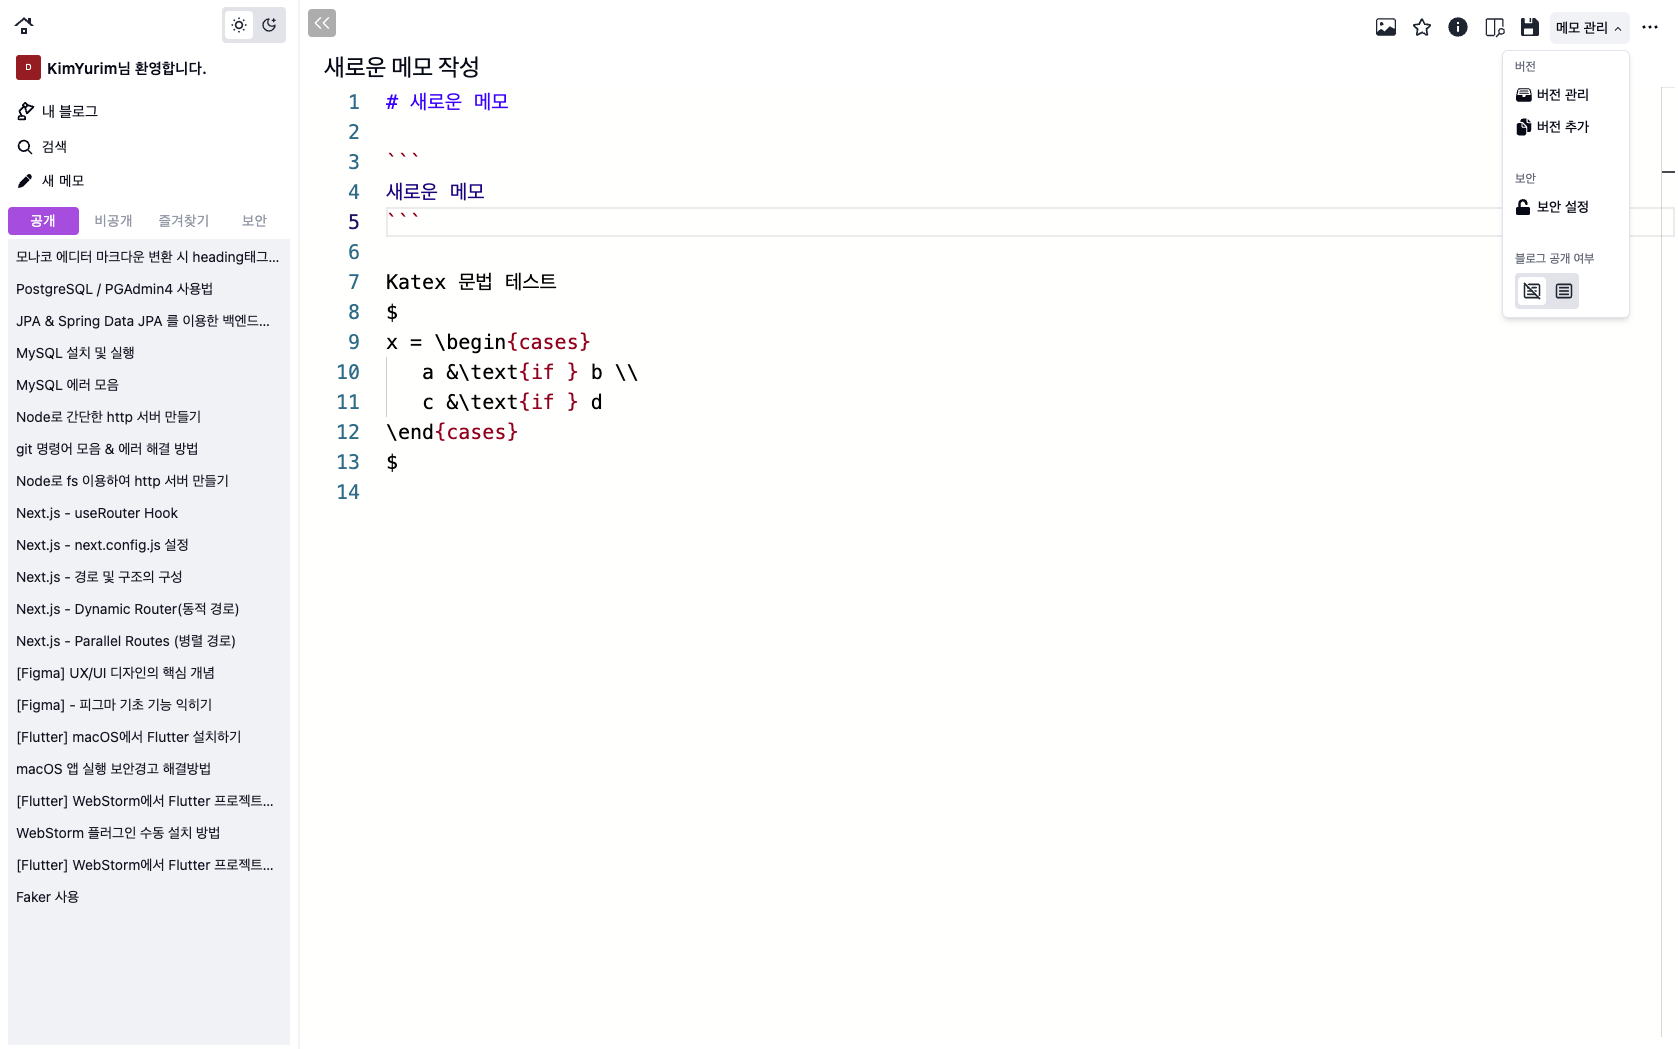 D KimYurim님 환영합니다.
내 블로그
검색
새 메모
공개 비공개 즐겨찾기 보안
모나코 에디터 마크다운 변환 시 heading태그...
PostgreSQL / PGAdmin4 사용법
JPA & Spring Data JPA 를 이용한 백엔드...
MySQL 설치 및 실행
MySQL 에러 모음
Node로 간단한 http 서버 만들기
git 명령어 모음 & 에러 해결 방법
Node로 fs 이용하여 http 서버 만들기
Next.js - useRouter Hook
Next.js - next.config.js 설정
Next.js - 경로 및 구조의 구성
Next.js - Dynamic Router(동적 경로)
Next.js - Parallel Routes (병렬 경로)
[Figma] UX/UI 디자인의 핵심 개념
[Figma] - 피그마 기초 기능 익히기
[Flutter] macOS에서 Flutter 설치하기
macOS 앱 실행 보안경고 해결방법
[Flutter] WebStorm에서 Flutter 프로젝트...
WebStorm 플러그인 수동 설치 방법
[Flutter] WebStorm에서 Flutter 프로젝트...
Faker 사용
새로운 메모 작성
1 # 새로운 메모
2
3 ```
4 새로운 메모
5 ```
6
7 Katex 문법 테스트
8 $
9 x = \begin{cases}
10 a &\text{if } b \\
11 c &\text{if } d
12 \end{cases}
13 $
14
메모 관리
버전
버전 관리
버전 추가
보안
보안 설정
블로그 공개 여부